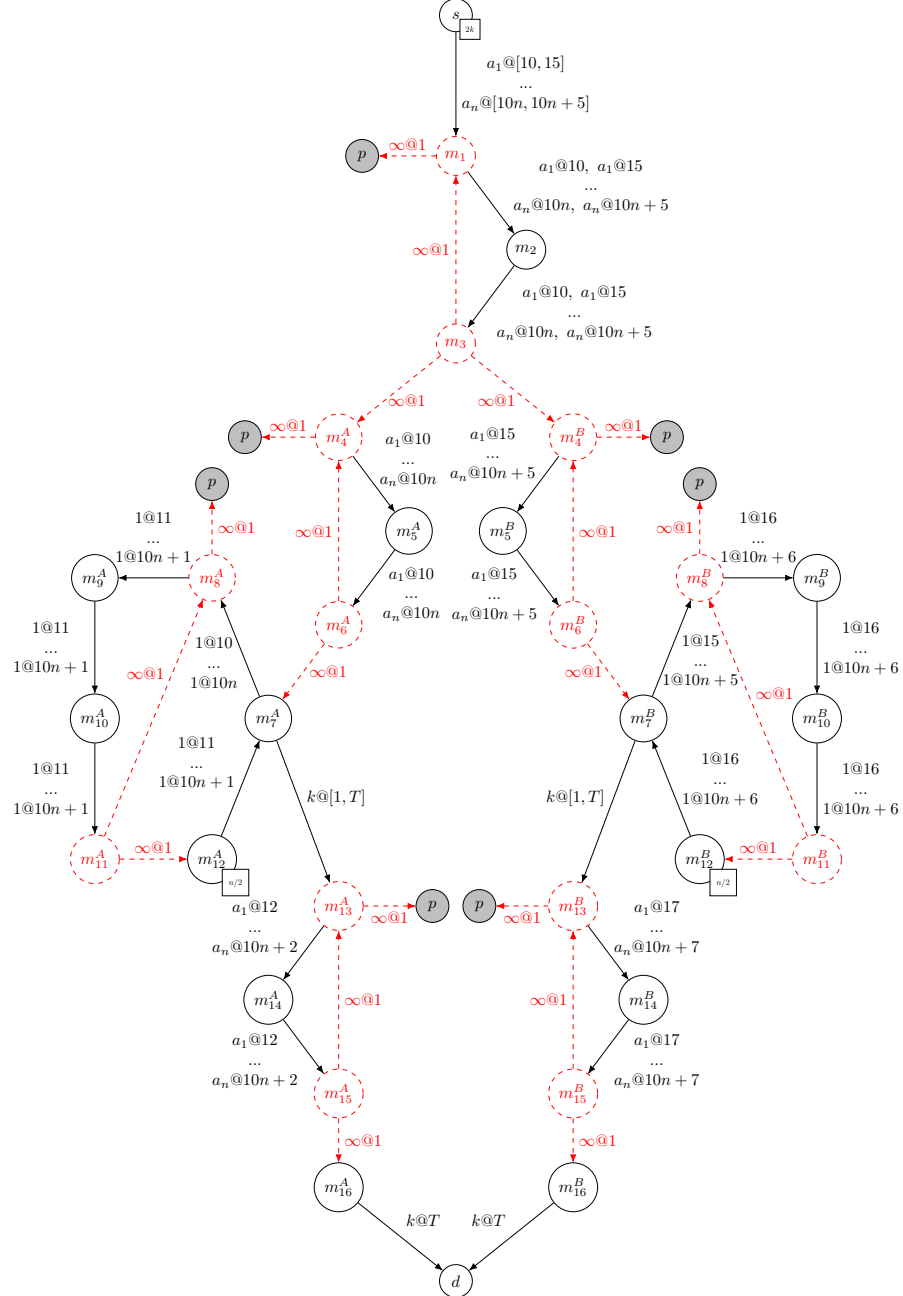 s
2k
a_1@[10, 15]
...
a_n@[10n, 10n + 5]
p
∞@1
m_1
a_1@10, a_1@15
...
a_n@10n, a_n@10n + 5
∞@1
m_2
a_1@10, a_1@15
...
a_n@10n, a_n@10n + 5
m_3
∞@1
∞@1
p
∞@1
m_4^A
a_1@10
...
a_n@10n
a_1@15
...
a_n@10n + 5
m_4^B
∞@1
p
p
∞@1
p
∞@1
1@11
...
1@10n + 1
m_9^A
m_8^A
∞@1
m_5^A
m_5^B
∞@1
m_8^B
1@16
...
1@10n + 6
m_9^B
a_1@10
...
a_n@10n
a_1@15
...
a_n@10n + 5
m_6^A
m_6^B
1@11
...
1@10n + 1
∞@1
1@10
...
1@10n
∞@1
∞@1
1@15
...
1@10n + 5
∞@1
1@16
...
1@10n + 6
m_10^A
m_7^A
m_7^B
m_10^B
1@11
...
1@10n + 1
1@11
...
1@10n + 1
k@[1, T]
k@[1, T]
1@16
...
1@10n + 6
1@16
...
1@10n + 6
m_11^A
∞@1
m_12^A
n/2
m_12^B
n/2
∞@1
m_11^B
a_1@12
...
a_n@10n + 2
m_13^A
∞@1
p
p
∞@1
m_13^B
a_1@17
...
a_n@10n + 7
m_14^A
∞@1
∞@1
m_14^B
a_1@12
...
a_n@10n + 2
a_1@17
...
a_n@10n + 7
m_15^A
m_15^B
∞@1
∞@1
m_16^A
m_16^B
k@T
k@T
d